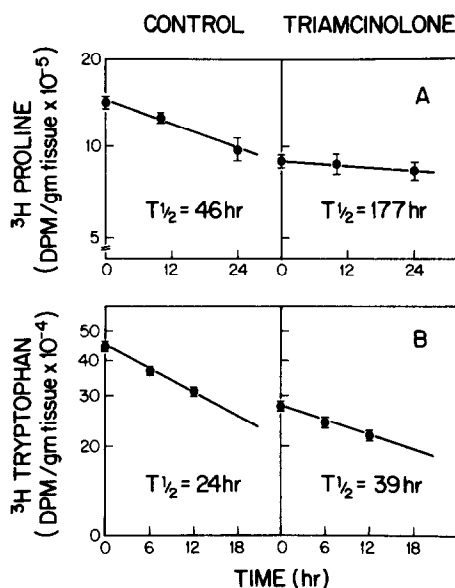 CONTROL TRIAMCINOLONE
³H PROLINE
(DPM/gm tissue x 10⁻⁵)
20
10
5
A
T½ = 46 hr
T½ = 177 hr
0 12 24 0 12 24
³H TRYPTOPHAN
(DPM/gm tissue x 10⁻⁴)
50
40
30
20
0
B
T½ = 24 hr
T½ = 39 hr
0 6 12 18 0 6 12 18
TIME (hr)